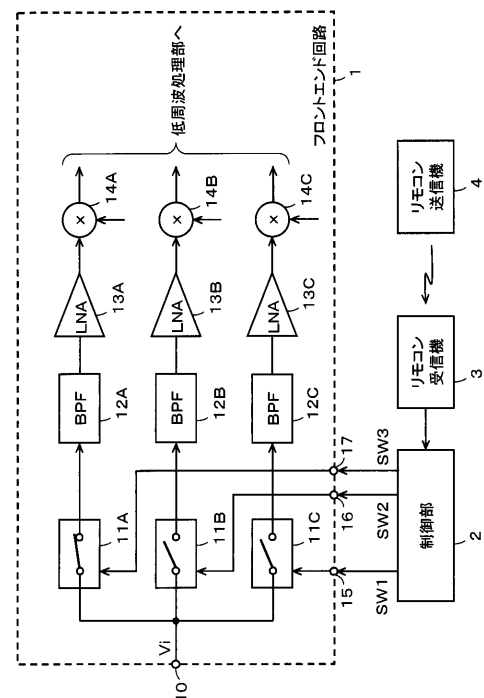 フロントエンド回路
1
低周波処理部へ
Vi
10
11A
BPF
12A
LNA
13A
×
14A
11B
BPF
12B
LNA
13B
×
14B
11C
BPF
12C
LNA
13C
×
14C
15
16
17
SW1
SW2
SW3
制御部
2
リモコン
受信機
3
リモコン
送信機
4